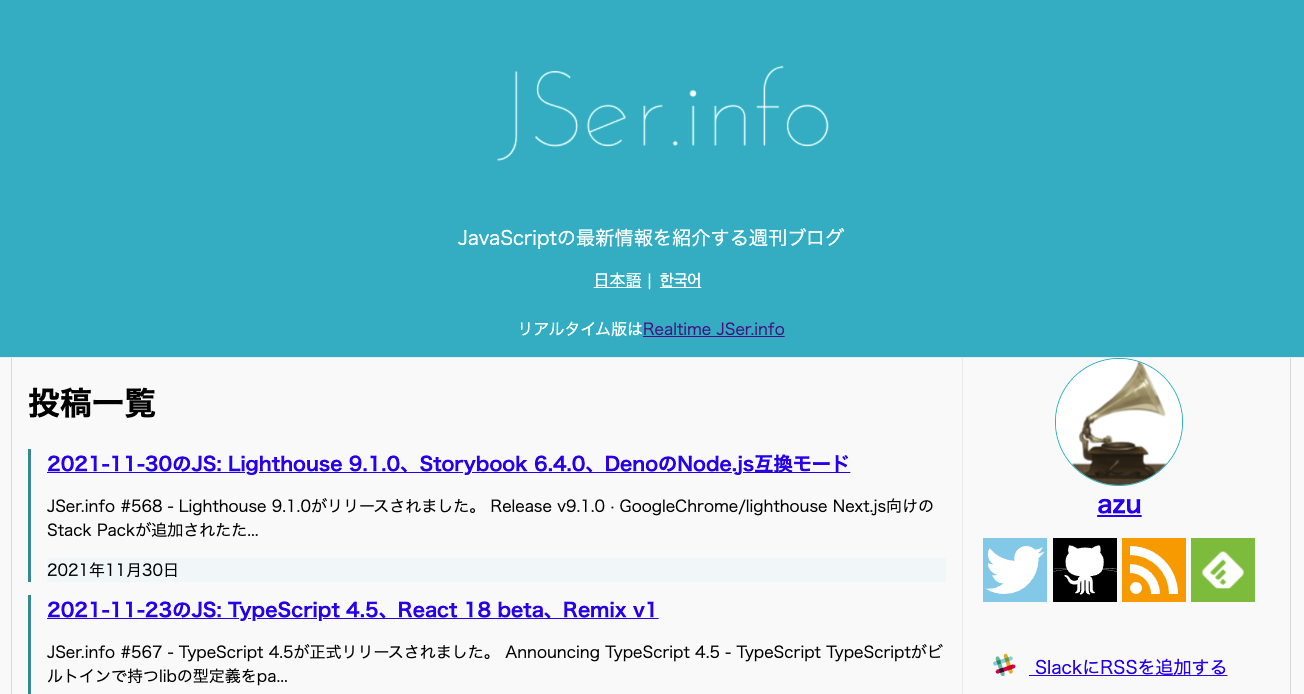 JSer.info
JavaScriptの最新情報を紹介する週刊ブログ
日本語 | 한국어
リアルタイム版はRealtime JSer.info
投稿一覧
2021-11-30のJS: Lighthouse 9.1.0、Storybook 6.4.0、DenoのNode.js互換モード
JSer.info #568 - Lighthouse 9.1.0がリリースされました。 Release v9.1.0 · GoogleChrome/lighthouse Next.js向けの
Stack Packが追加されたた...
2021年11月30日
2021-11-23のJS: TypeScript 4.5、React 18 beta、Remix v1
JSer.info #567 - TypeScript 4.5が正式リリースされました。 Announcing TypeScript 4.5 - TypeScript TypeScriptがビ
ルトインで持つlibの型定義をpa...
azu
SlackにRSSを追加する